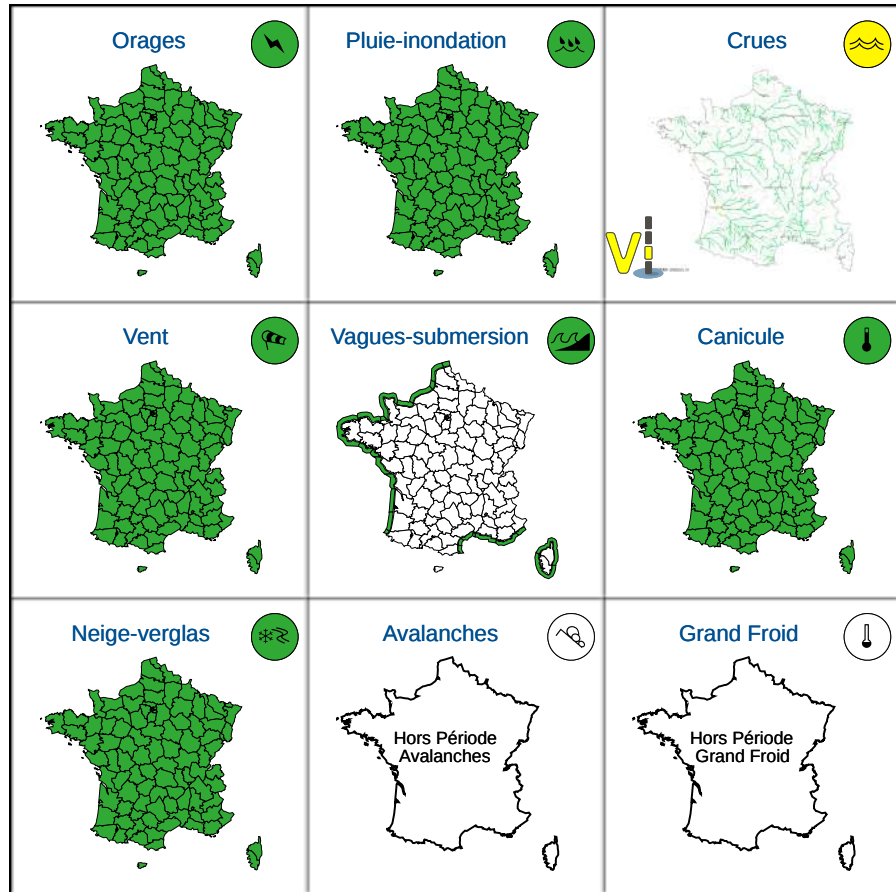 Orages
Pluie-inondation
Crues
Vi
Vent
Vagues-submersion
Canicule
Neige-verglas
Avalanches
Grand Froid
Hors Période
Avalanches
Hors Période
Grand Froid